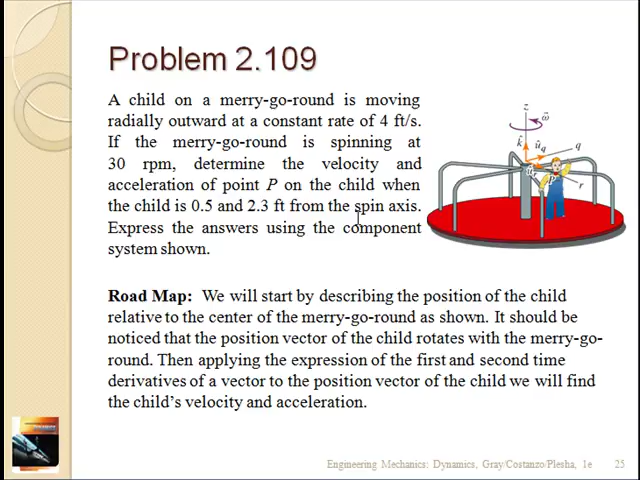 Problem 2.109
A child on a merry-go-round is moving
radially outward at a constant rate of 4 ft/s.
If the merry-go-round is spinning at
30 rpm, determine the velocity and
acceleration of point P on the child when
the child is 0.5 and 2.3 ft from the spin axis.
Express the answers using the component
system shown.
z
ω⃗
k̂
û_q
q
P
r
Road Map: We will start by describing the position of the child
relative to the center of the merry-go-round as shown. It should be
noticed that the position vector of the child rotates with the merry-go-
round. Then applying the expression of the first and second time
derivatives of a vector to the position vector of the child we will find
the child's velocity and acceleration.
Engineering Mechanics: Dynamics, Gray/Costanzo/Plesha, 1e 25